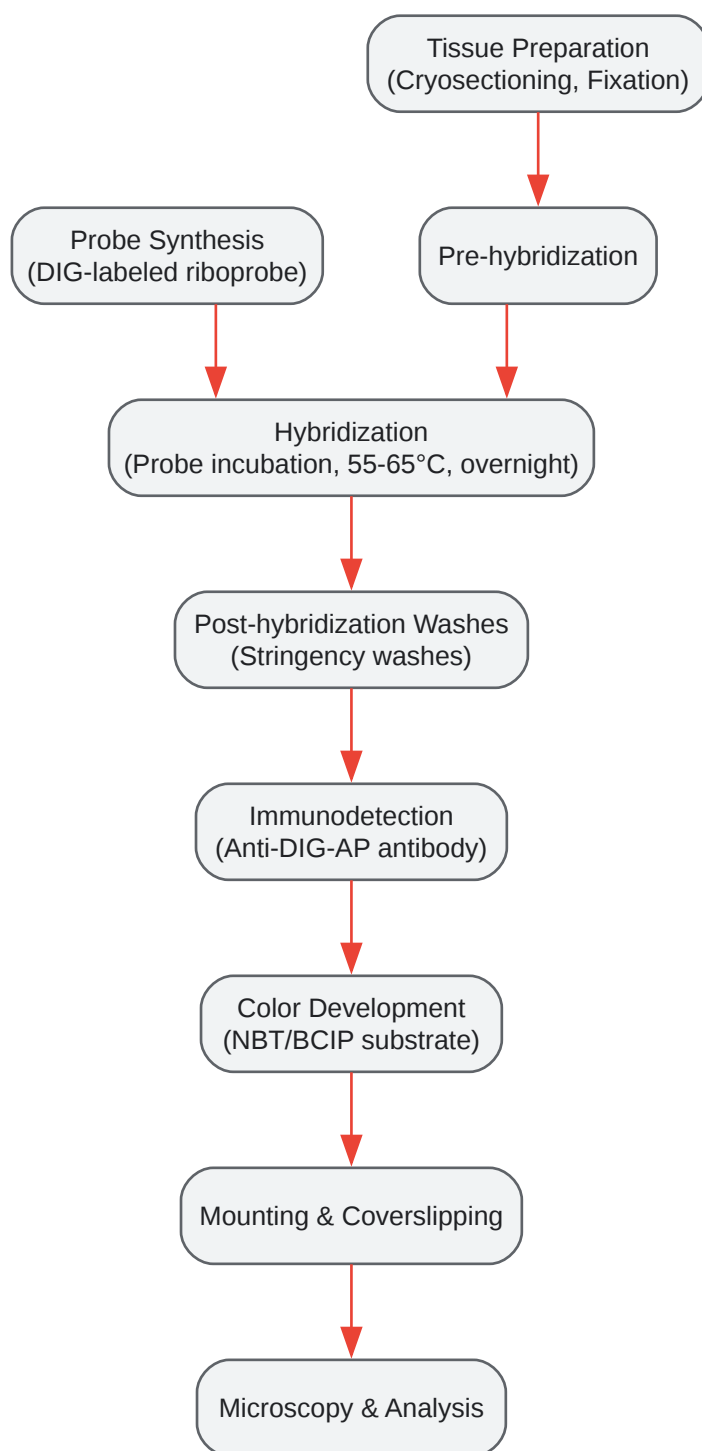 Tissue Preparation
(Cryosectioning, Fixation)
Probe Synthesis
(DIG-labeled riboprobe)
Pre-hybridization
Hybridization
(Probe incubation, 55-65°C, overnight)
Post-hybridization Washes
(Stringency washes)
Immunodetection
(Anti-DIG-AP antibody)
Color Development
(NBT/BCIP substrate)
Mounting & Coverslipping
Microscopy & Analysis